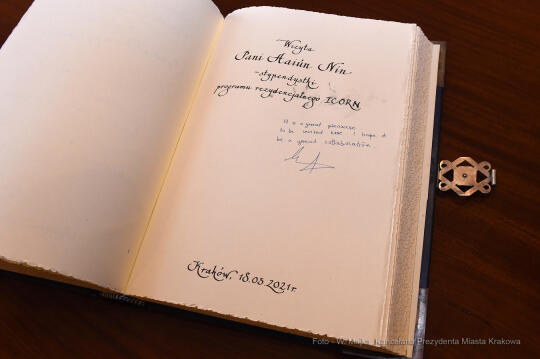 Wizyta
Pani Aaiún Nin
- stypendystki
programu rezydencjalnego ICORN
It is a great pleasure
to be invited here. I hope it
be a great collaboration
Kraków, 18.05.2021r.
Foto - W. Majka, Kancelaria Prezydenta Miasta Krakowa